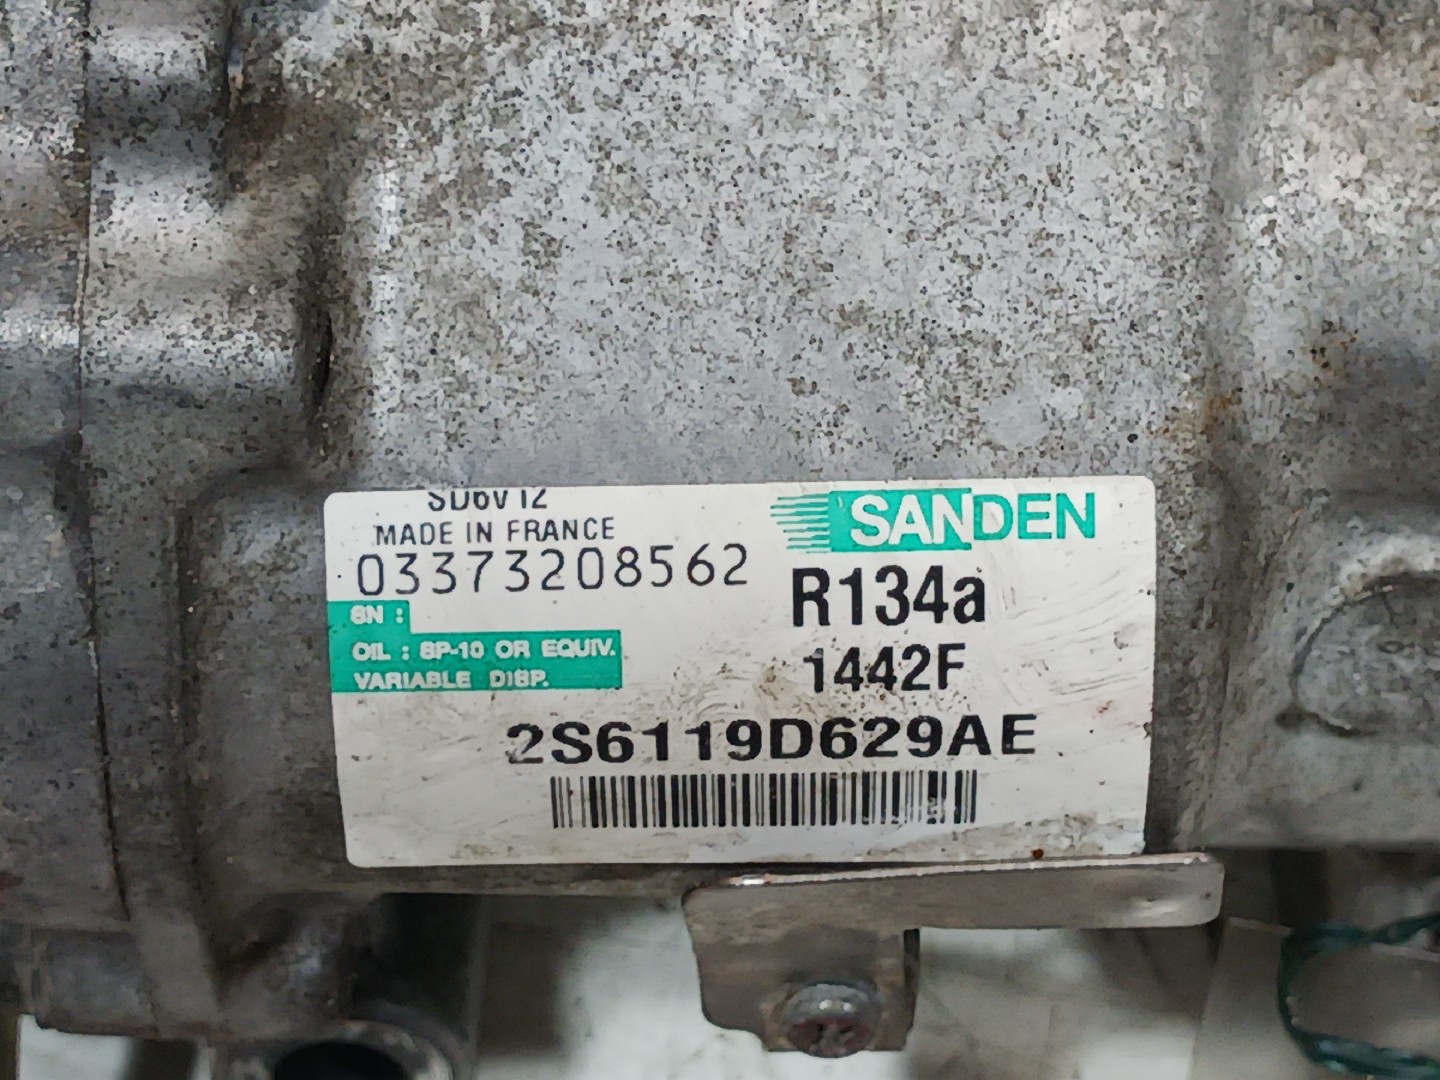 SD6V12
SANDEN
MADE IN FRANCE
03373208562
R134a
SN :
OIL : SP-10 OR EQUIV.
1442F
VARIABLE DISP.
2S6119D629AE